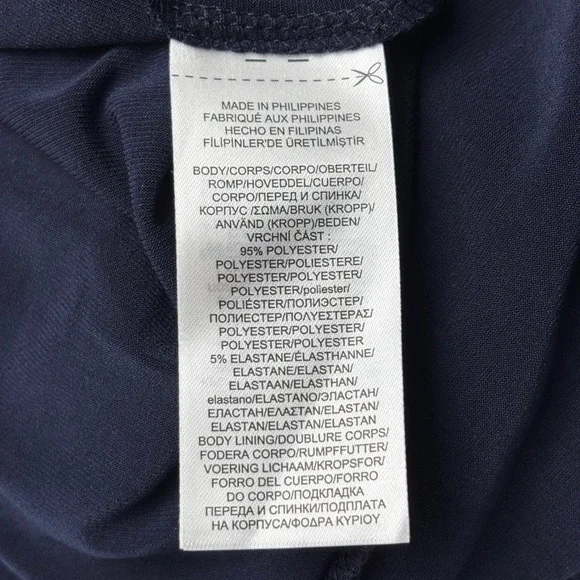 MADE IN PHILIPPINES
FABRIQUÉ AUX PHILIPPINES
HECHO EN FILIPINAS
FİLİPİNLER'DE ÜRETİLMİŞTİR
BODY/CORPS/CORPO/OBERTEIL/
ROMP/HOVEDDEL/CUERPO/
CORPO/ПЕРЕД И СПИНКА/
КОРПУС /ΣΩΜΑ/BRUK (KROPP)/
ANVÄND (KROPP)/BEDEN/
VRCHNÍ ČÁST :
95% POLYESTER/
POLYESTER/POLIESTERE/
POLYESTER/POLYESTER/
POLYESTER/poliester/
POLIÉSTER/ПОЛИЭСТЕР/
ПОЛИЕСТЕР/ΠΟΛΥΕΣΤΕΡΑΣ/
POLYESTER/POLYESTER/
POLYESTER/POLYESTER
5% ELASTANE/ÉLASTHANNE/
ELASTANE/ELASTAN/
ELASTAAN/ELASTHAN/
elastano/ELASTANO/ЭЛАСТАН/
ЕЛАСТАН/ΕΛΑΣΤΑΝ/ELASTAN/
ELASTAN/ELASTAN/ELASTAN
BODY LINING/DOUBLURE CORPS/
FODERA CORPO/RUMPFFUTTER/
VOERING LICHAAM/KROPSFOR/
FORRO DEL CUERPO/FORRO
DO CORPO/ПОДКЛАДКА
ПЕРЕДА И СПИНКИ/ПОДПЛАТА
НА КОРПУСА/ΦΟΔΡΑ ΚΥΡΙΟΥ